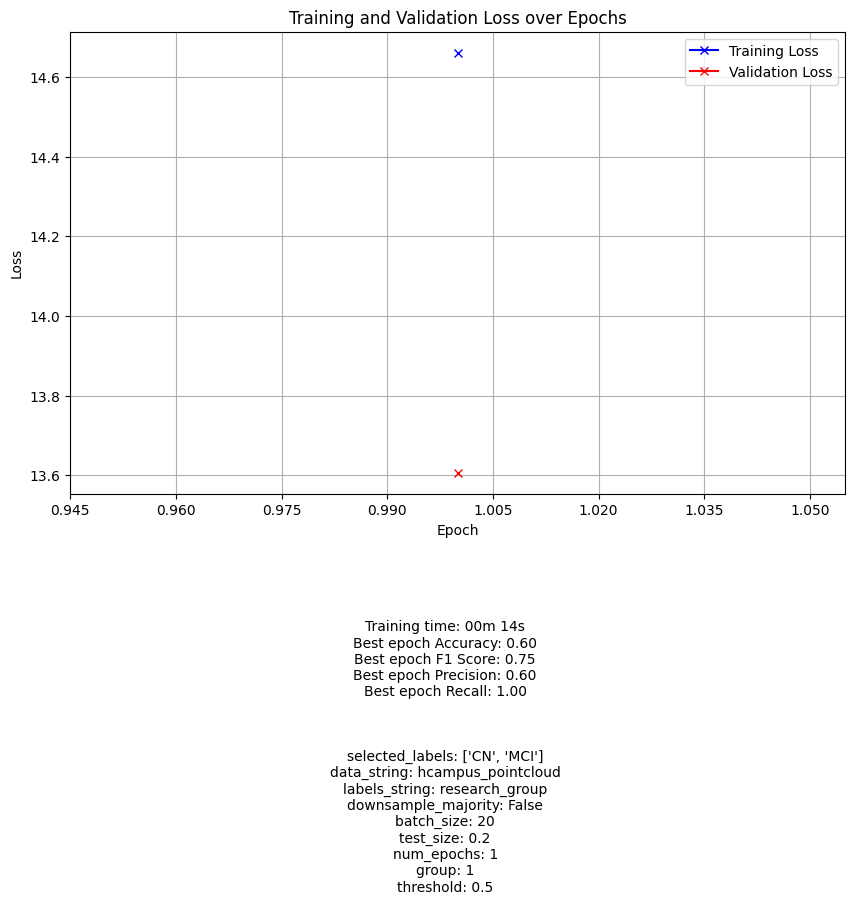 Training and Validation Loss over Epochs
Training Loss
Validation Loss
14.6
14.4
14.2
14.0
13.8
13.6
Loss
0.945 0.960 0.975 0.990 1.005 1.020 1.035 1.050
Epoch
Training time: 00m 14s
Best epoch Accuracy: 0.60
Best epoch F1 Score: 0.75
Best epoch Precision: 0.60
Best epoch Recall: 1.00
selected_labels: ['CN', 'MCI']
data_string: hcampus_pointcloud
labels_string: research_group
downsample_majority: False
batch_size: 20
test_size: 0.2
num_epochs: 1
group: 1
threshold: 0.5